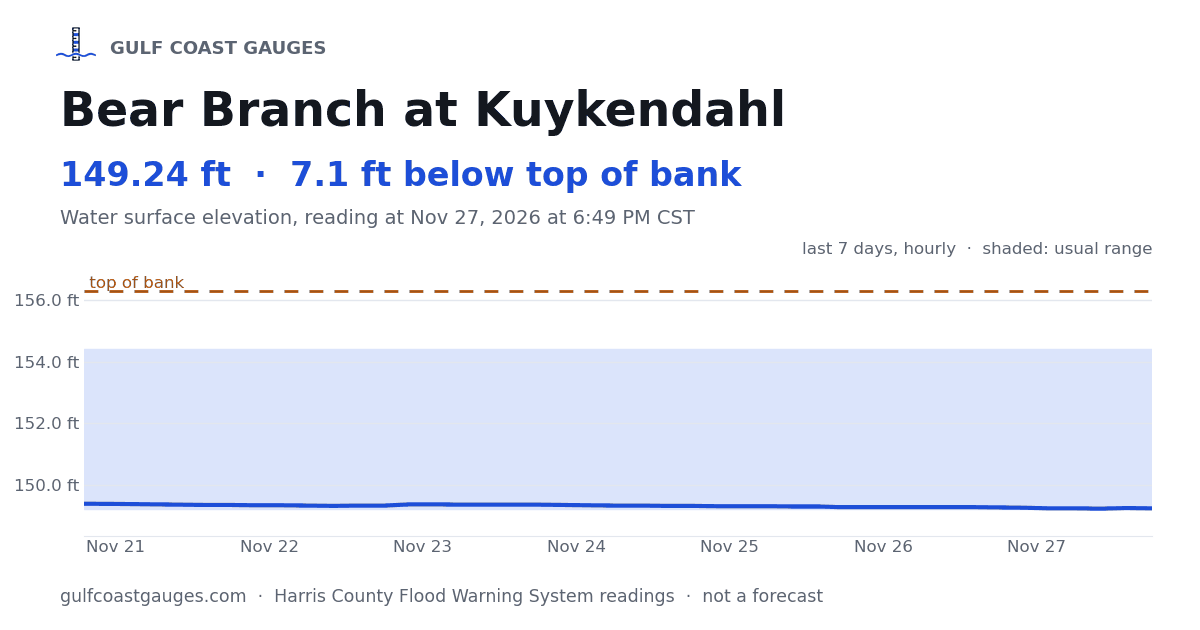 GULF COAST GAUGES
Bear Branch at Kuykendahl
149.24 ft · 7.1 ft below top of bank
Water surface elevation, reading at Nov 27, 2026 at 6:49 PM CST
last 7 days, hourly · shaded: usual range
top of bank
156.0 ft
154.0 ft
152.0 ft
150.0 ft
Nov 21 Nov 22 Nov 23 Nov 24 Nov 25 Nov 26 Nov 27
gulfcoastgauges.com · Harris County Flood Warning System readings · not a forecast